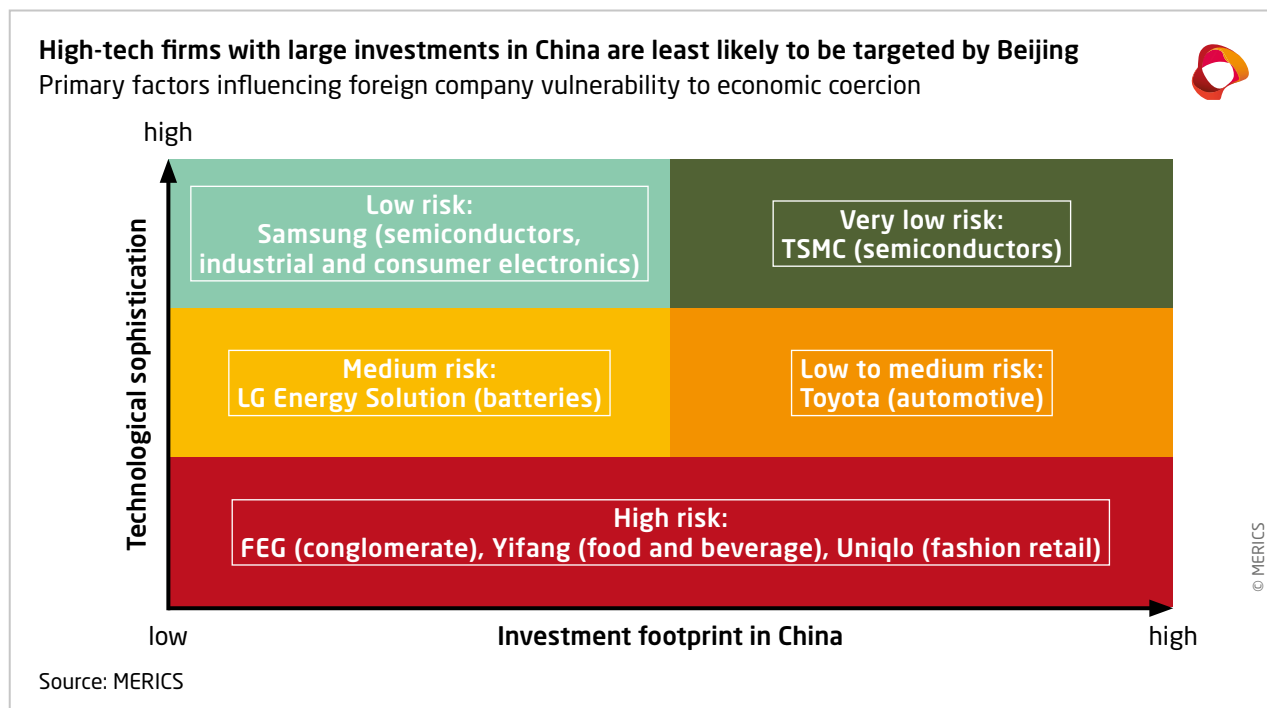 High-tech firms with large investments in China are least likely to be targeted by Beijing
Primary factors influencing foreign company vulnerability to economic coercion
high
Technological sophistication
Low risk:
Samsung (semiconductors,
industrial and consumer electronics)
Very low risk:
TSMC (semiconductors)
Medium risk:
LG Energy Solution (batteries)
Low to medium risk:
Toyota (automotive)
High risk:
FEG (conglomerate), Yifang (food and beverage), Uniqlo (fashion retail)
low
Investment footprint in China
high
© MERICS
Source: MERICS